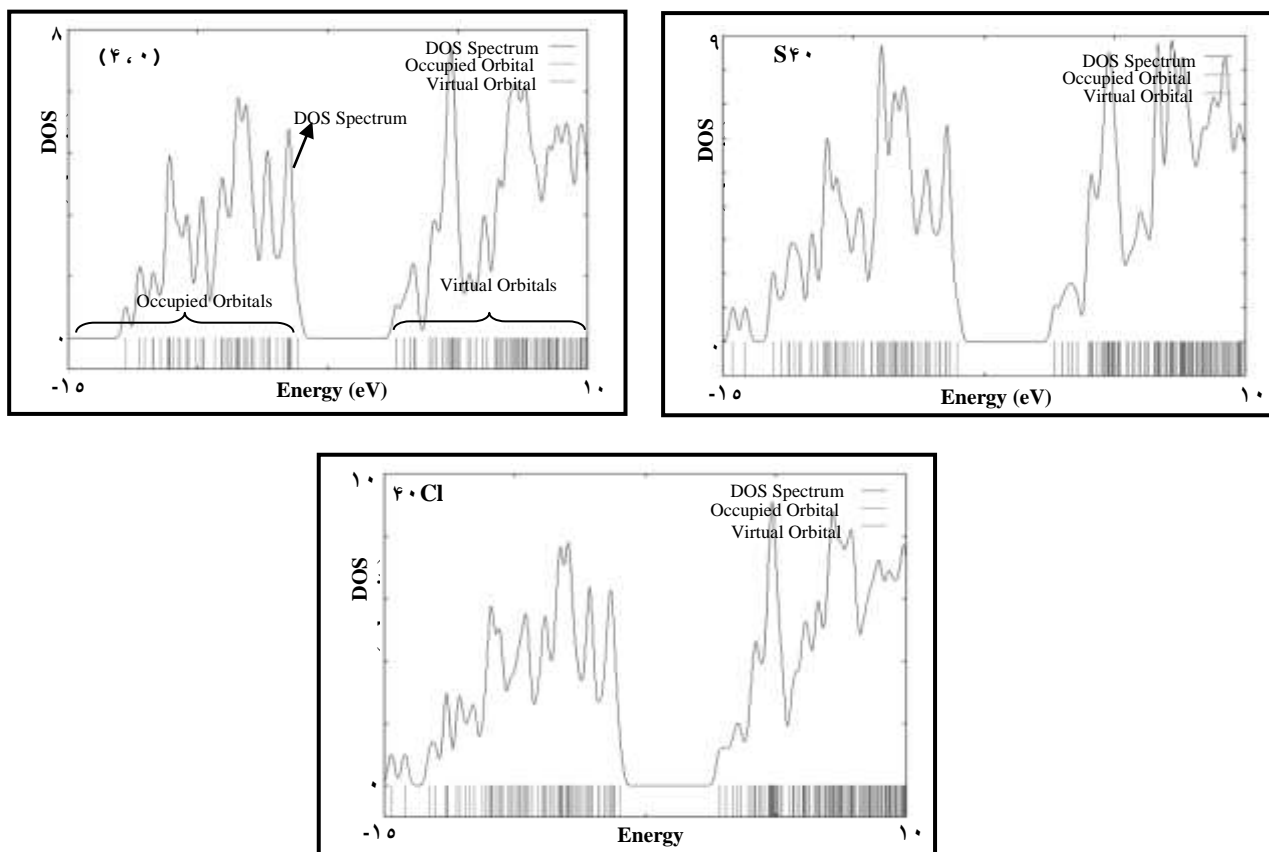 ۸
(۴,۰)
DOS Spectrum
Occupied Orbital
Virtual Orbital
DOS Spectrum
DOS
Occupied Orbitals
Virtual Orbitals
۰
-۱۵
Energy (eV)
۱۰
۹
S۴۰
DOS Spectrum
Occupied Orbital
Virtual Orbital
DOS
۰
-۱۵
Energy (eV)
۱۰
۱۰
۴۰Cl
DOS Spectrum
Occupied Orbital
Virtual Orbital
DOS
۰
-۱۵
Energy
۱۰